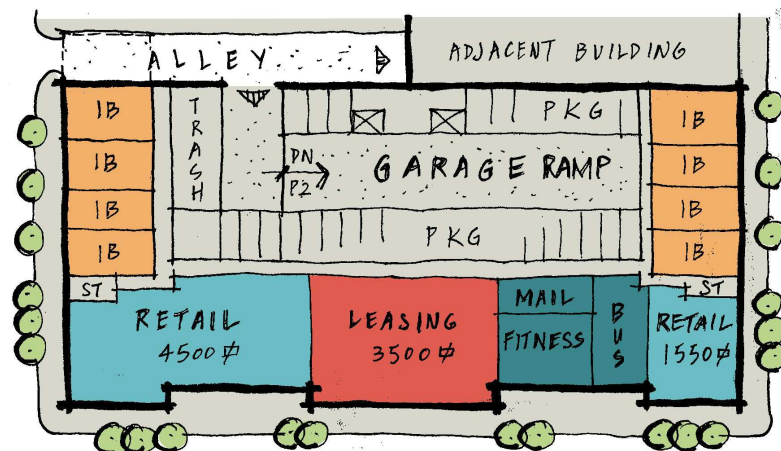 ALLEY
ADJACENT BUILDING
1B
1B
1B
1B
TRASH
PKG
DN
P2
GARAGE RAMP
PKG
1B
1B
1B
1B
ST
RETAIL
4500 ⏀
LEASING
3500 ⏀
MAIL
FITNESS
BUS
ST
RETAIL
1550 ⏀